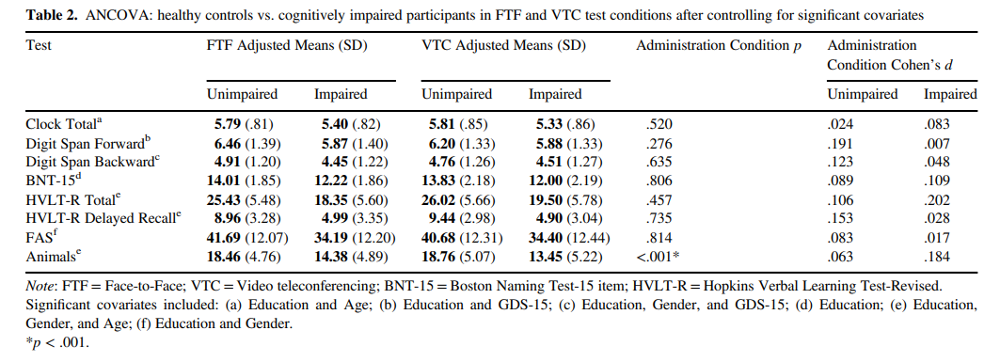 Table 2. ANCOVA: healthy controls vs. cognitively impaired participants in FTF and VTC test conditions after controlling for significant covariates
Test FTF Adjusted Means (SD) VTC Adjusted Means (SD) Administration Condition p Administration
Condition Cohen's d
Unimpaired Impaired Unimpaired Impaired Unimpaired Impaired
Clock Totala 5.79 (.81) 5.40 (.82) 5.81 (.85) 5.33 (.86) .520 .024 .083
Digit Span Forwardb 6.46 (1.39) 5.87 (1.40) 6.20 (1.33) 5.88 (1.33) .276 .191 .007
Digit Span Backwardc 4.91 (1.20) 4.45 (1.22) 4.76 (1.26) 4.51 (1.27) .635 .123 .048
BNT-15d 14.01 (1.85) 12.22 (1.86) 13.83 (2.18) 12.00 (2.19) .806 .089 .109
HVLT-R Totale 25.43 (5.48) 18.35 (5.60) 26.02 (5.66) 19.50 (5.78) .457 .106 .202
HVLT-R Delayed Recalle 8.96 (3.28) 4.99 (3.35) 9.44 (2.98) 4.90 (3.04) .735 .153 .028
FASf 41.69 (12.07) 34.19 (12.20) 40.68 (12.31) 34.40 (12.44) .814 .083 .017
Animalse 18.46 (4.76) 14.38 (4.89) 18.76 (5.07) 13.45 (5.22) <.001* .063 .184
Note: FTF = Face-to-Face; VTC = Video teleconferencing; BNT-15 = Boston Naming Test-15 item; HVLT-R = Hopkins Verbal Learning Test-Revised.
Significant covariates included: (a) Education and Age; (b) Education and GDS-15; (c) Education, Gender, and GDS-15; (d) Education; (e) Education,
Gender, and Age; (f) Education and Gender.
*p < .001.